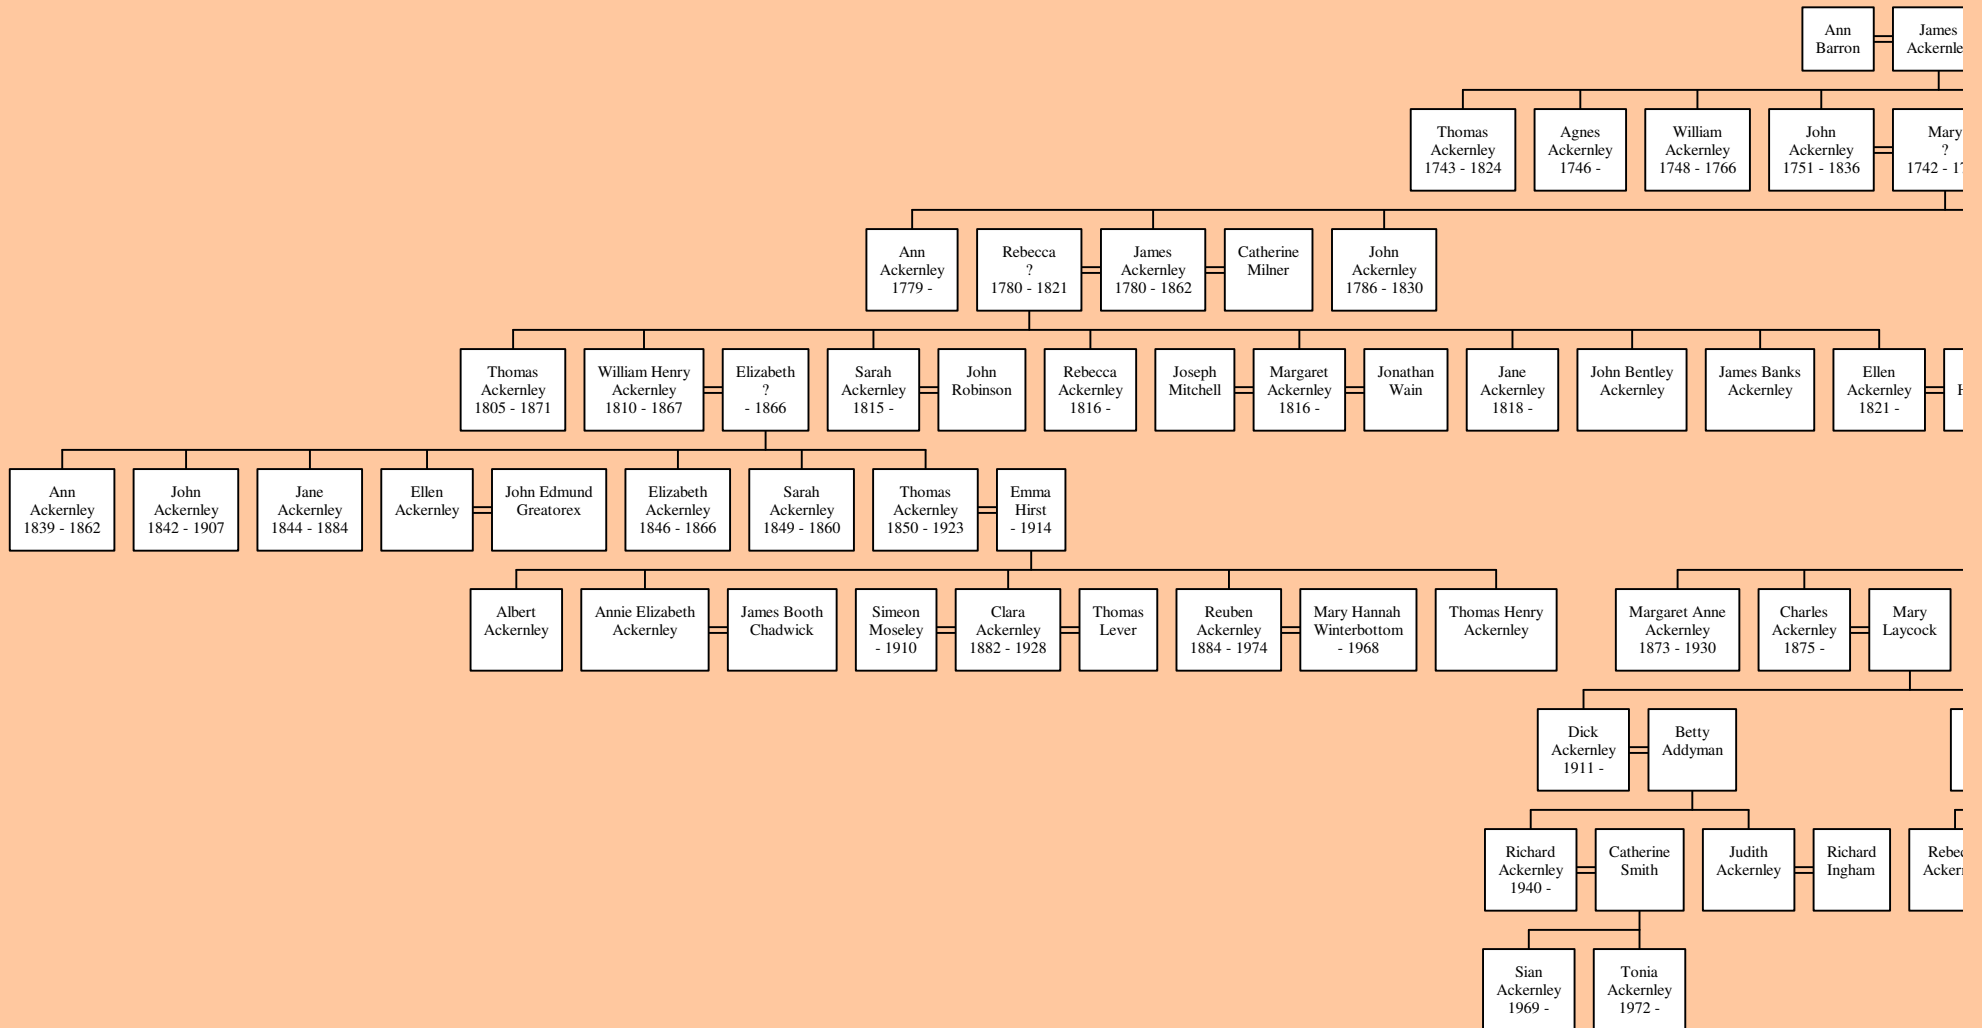 Ann
Barron
James
Thomas
Ackernley
1743 - 1824
Agnes
Ackernley
1746 -
William
Ackernley
1748 - 1766
John
Ackernley
1751 - 1836
Mary
?
1742 -
Ann
Ackernley
1779 -
Rebecca
?
1780 - 1821
James
Ackernley
1780 - 1862
Catherine
Milner
John
Ackernley
1786 - 1830
Thomas
Ackernley
1805 - 1871
William Henry
Ackernley
1810 - 1867
Elizabeth
?
- 1866
Sarah
Ackernley
1815 -
John
Robinson
Rebecca
Ackernley
1816 -
Joseph
Mitchell
Margaret
Ackernley
1816 -
Jonathan
Wain
Jane
Ackernley
1818 -
John Bentley
Ackernley
James Banks
Ackernley
Ellen
Ackernley
1821 -
Ann
Ackernley
1839 - 1862
John
Ackernley
1842 - 1907
Jane
Ackernley
1844 - 1884
Ellen
Ackernley
John Edmund
Greatorex
Elizabeth
Ackernley
1846 - 1866
Sarah
Ackernley
1849 - 1860
Thomas
Ackernley
1850 - 1923
Emma
Hirst
- 1914
Albert
Ackernley
Annie Elizabeth
Ackernley
James Booth
Chadwick
Simeon
Moseley
- 1910
Clara
Ackernley
1882 - 1928
Thomas
Lever
Reuben
Ackernley
1884 - 1974
Mary Hannah
Winterbottom
- 1968
Thomas Henry
Ackernley
Margaret Anne
Ackernley
1873 - 1930
Charles
Ackernley
1875 -
Mary
Laycock
Dick
Ackernley
1911 -
Betty
Addyman
Richard
Ackernley
1940 -
Catherine
Smith
Judith
Ackernley
Richard
Ingham
Sian
Ackernley
1969 -
Tonia
Ackernley
1972 -